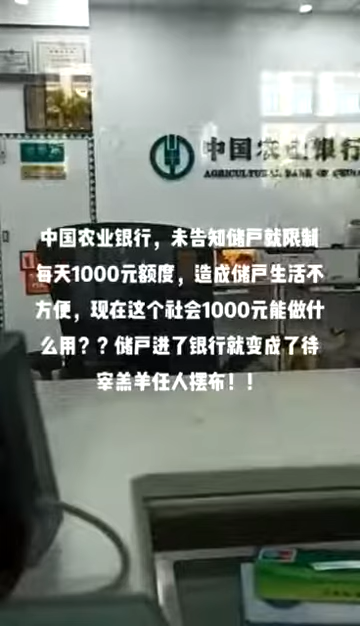 中国农业银行
AGRICULTURAL BANK OF CHINA
中国农业银行，未告知储戸就限制
每天1000元额度，造成储戸生活不
方便，现在这个社会1000元能做什
么用？？储戸进了银行就变成了待
宰羔羊任人摆布！！